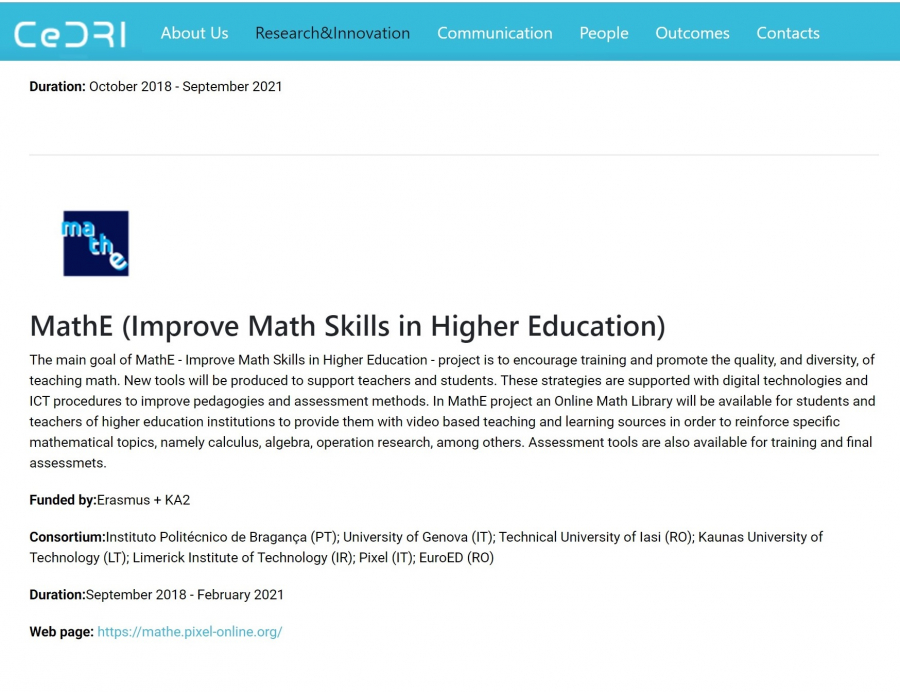 CeDRI About Us Research&Innovation Communication People Outcomes Contacts
Duration: October 2018 - September 2021
ma
th
e
MathE (Improve Math Skills in Higher Education)
The main goal of MathE - Improve Math Skills in Higher Education - project is to encourage training and promote the quality, and diversity, of
teaching math. New tools will be produced to support teachers and students. These strategies are supported with digital technologies and
ICT procedures to improve pedagogies and assessment methods. In MathE project an Online Math Library will be available for students and
teachers of higher education institutions to provide them with video based teaching and learning sources in order to reinforce specific
mathematical topics, namely calculus, algebra, operation research, among others. Assessment tools are also available for training and final
assessmets.
Funded by:Erasmus + KA2
Consortium:Instituto Politécnico de Bragança (PT); University of Genova (IT); Technical University of Iasi (RO); Kaunas University of
Technology (LT); Limerick Institute of Technology (IR); Pixel (IT); EuroED (RO)
Duration:September 2018 - February 2021
Web page: https://mathe.pixel-online.org/